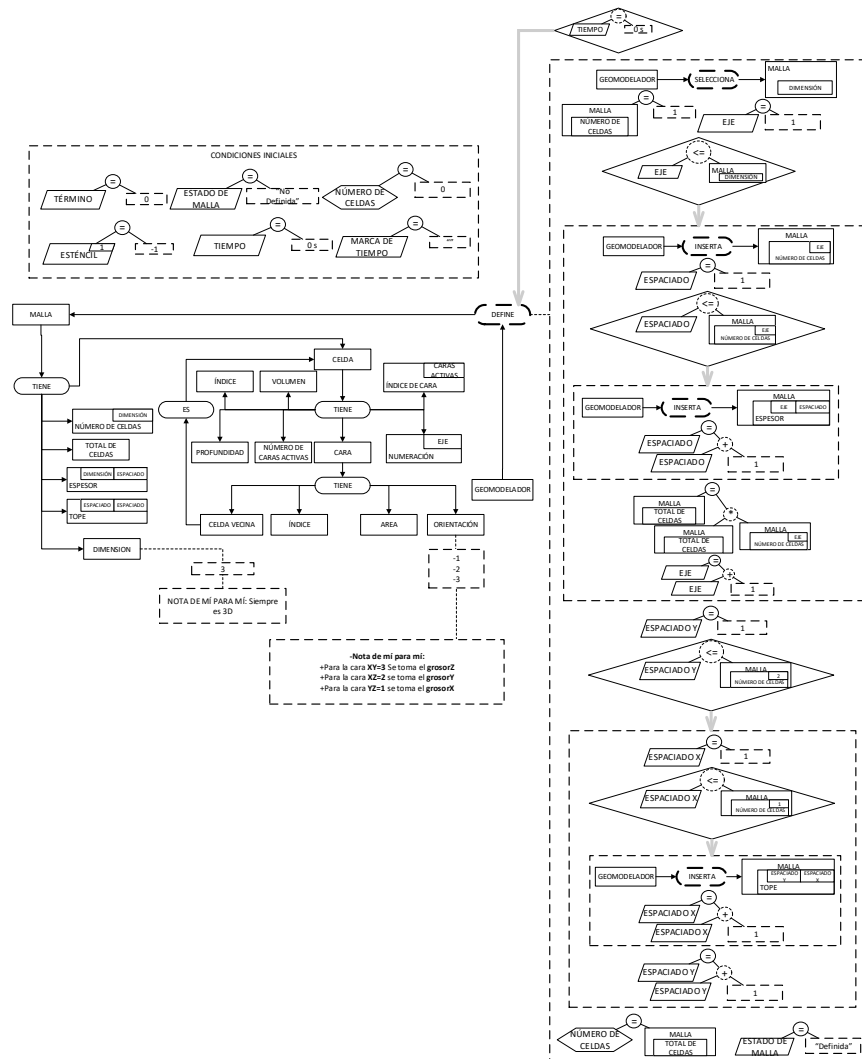 =
TIEMPO
0 s
GEOMODELADOR
SELECCIONA
MALLA
DIMENSIÓN
=
MALLA
NÚMERO DE
CELDAS
1
=
EJE
1
<=
EJE
MALLA
DIMENSIÓN
CONDICIONES INICIALES
=
TÉRMINO
0
=
ESTADO DE
MALLA
"No
Definida"
=
NÚMERO DE
CELDAS
0
=
1
ESTÉNCIL
-1
=
TIEMPO
0 s
=
MARCA DE
TIEMPO
""
GEOMODELADOR
INSERTA
MALLA
EJE
NÚMERO DE CELDAS
=
ESPACIADO
1
<=
ESPACIADO
MALLA
EJE
NÚMERO DE CELDAS
MALLA
DEFINE
TIENE
CELDA
ÍNDICE
VOLUMEN
CARAS
ACTIVAS
ÍNDICE DE CARA
ES
TIENE
PROFUNDIDAD
NÚMERO DE
CARAS ACTIVAS
CARA
EJE
NUMERACIÓN
DIMENSIÓN
NÚMERO DE CELDAS
TOTAL DE
CELDAS
DIMENSIÓN ESPACIADO
ESPESOR
ESPACIADO ESPACIADO
TOPE
DIMENSION
TIENE
GEOMODELADOR
CELDA VECINA
ÍNDICE
AREA
ORIENTACIÓN
3
NOTA DE MÍ PARA MÍ: Siempre
es 3D
-1
-2
-3
-Nota de mí para mí:
+Para la cara XY=3 Se toma el grosorZ
+Para la cara XZ=2 se toma el grosorY
+Para la cara YZ=1 se toma el grosorX
GEOMODELADOR
INSERTA
MALLA
EJE ESPACIADO
ESPESOR
=
ESPACIADO
+
ESPACIADO
1
=
MALLA
TOTAL DE
CELDAS
*
MALLA
TOTAL DE
CELDAS
MALLA
EJE
NÚMERO DE CELDAS
=
EJE
+
EJE
1
=
ESPACIADO Y
1
<=
ESPACIADO Y
MALLA
2
NÚMERO DE CELDAS
=
ESPACIADO X
1
<=
ESPACIADO X
MALLA
1
NÚMERO DE CELDAS
GEOMODELADOR
INSERTA
MALLA
ESPACIADO
Y
ESPACIADO
X
TOPE
=
ESPACIADO X
+
ESPACIADO X
1
=
ESPACIADO Y
+
ESPACIADO Y
1
=
NÚMERO DE
CELDAS
MALLA
TOTAL DE
CELDAS
=
ESTADO DE
MALLA
"Definida"